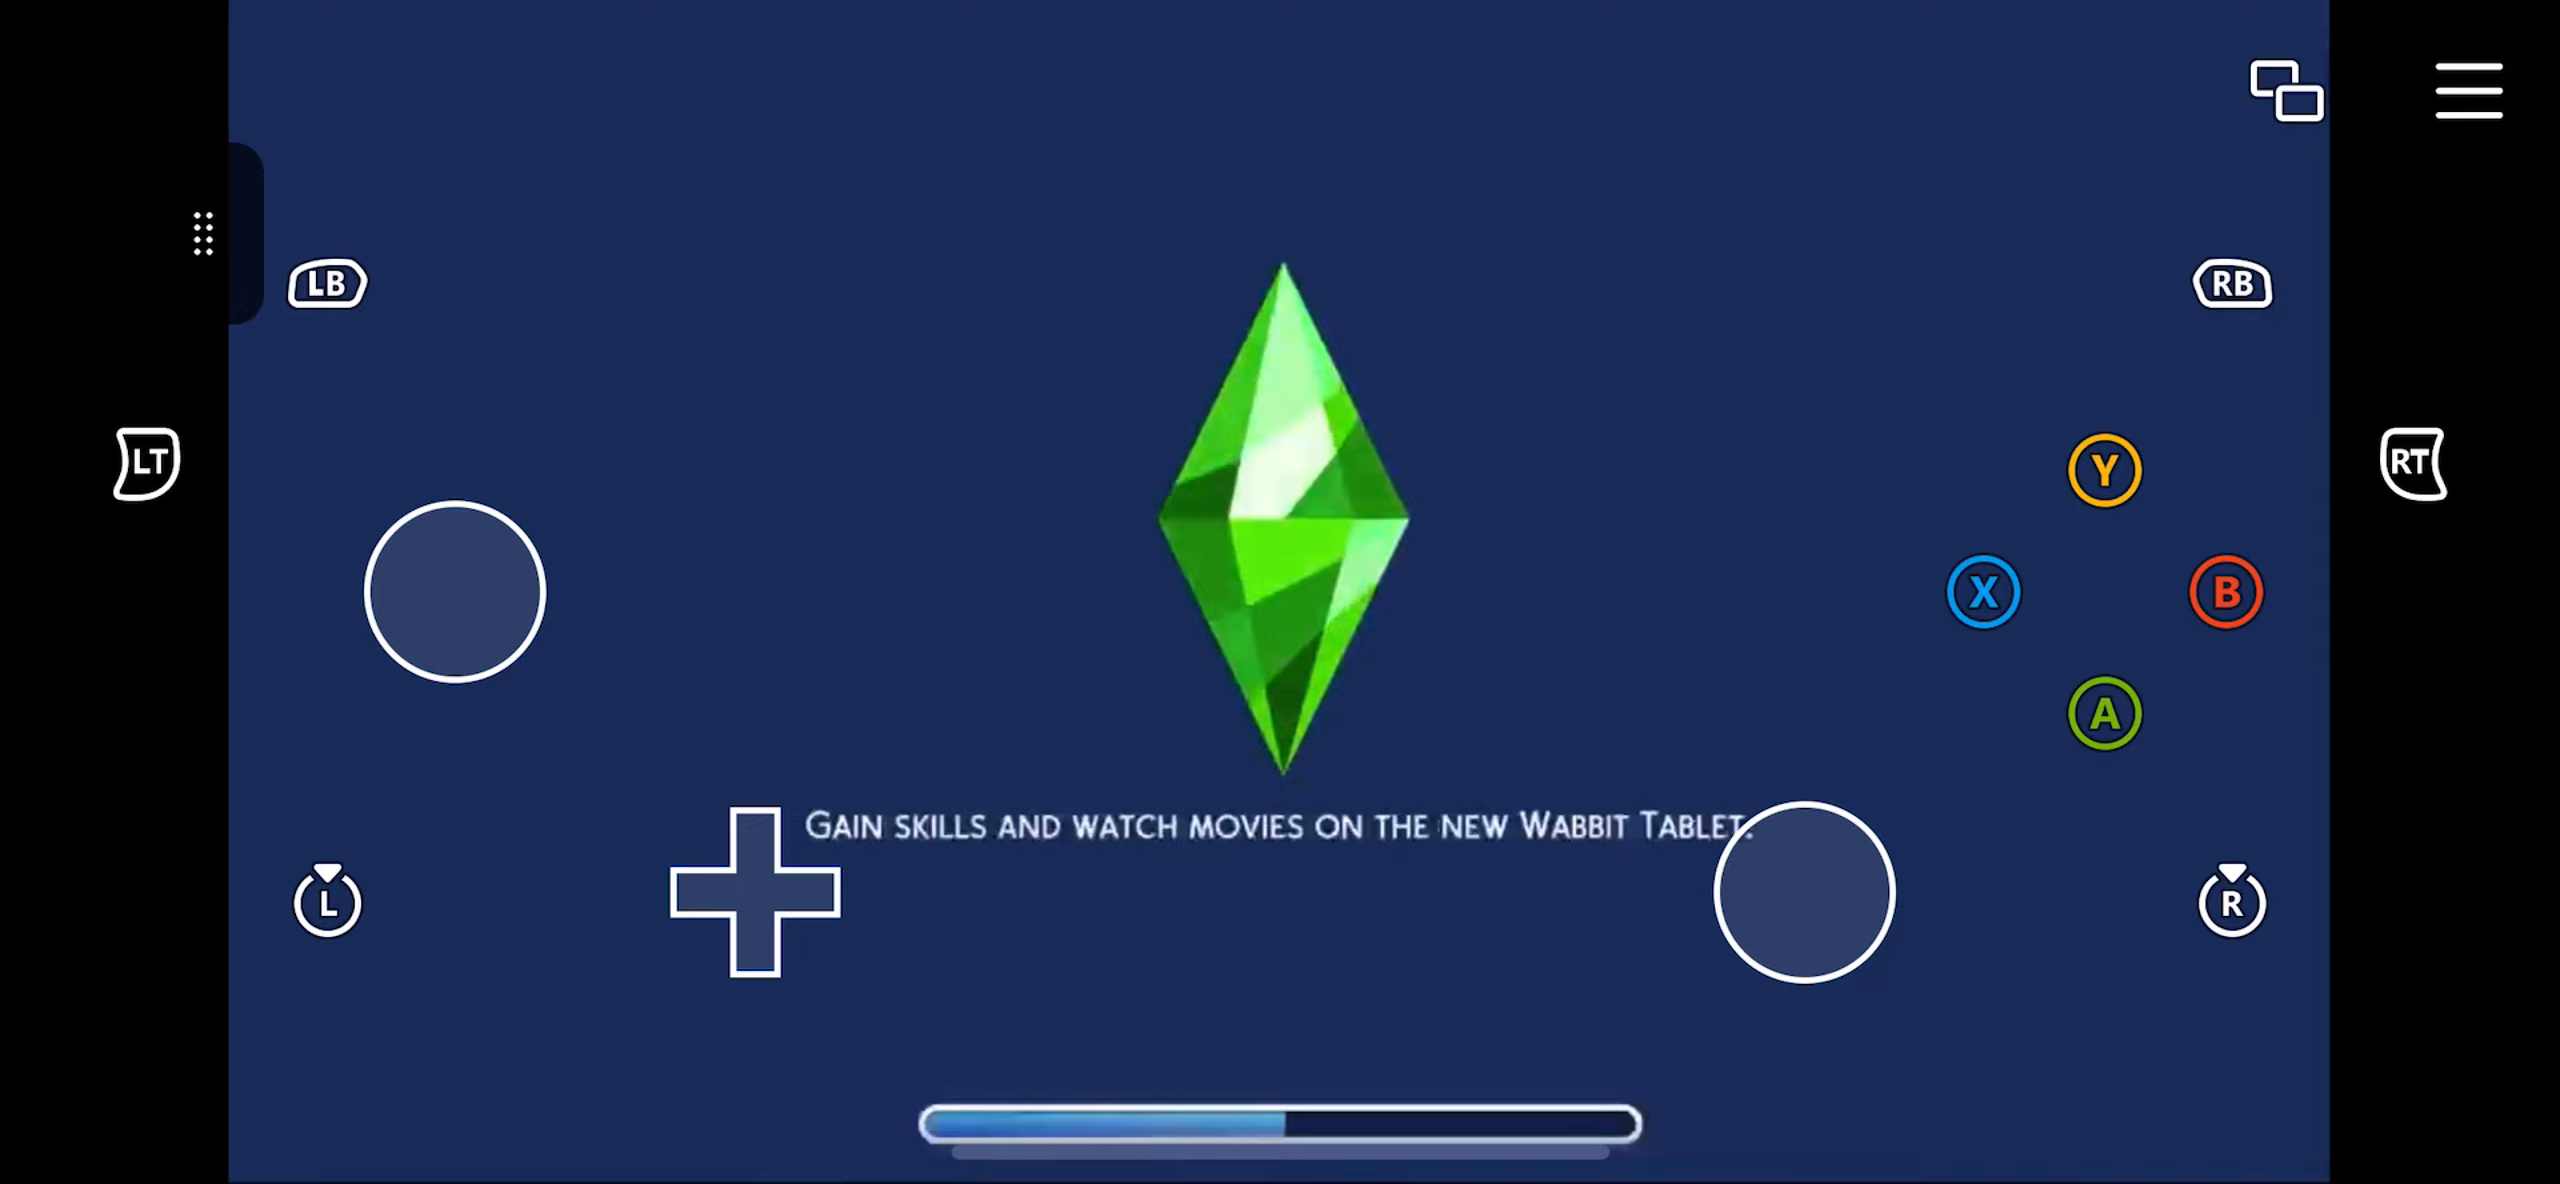 LB
RB
LT
RT
Y
X
B
A
Gain skills and watch movies on the new Wabbit Tablet.
L
R